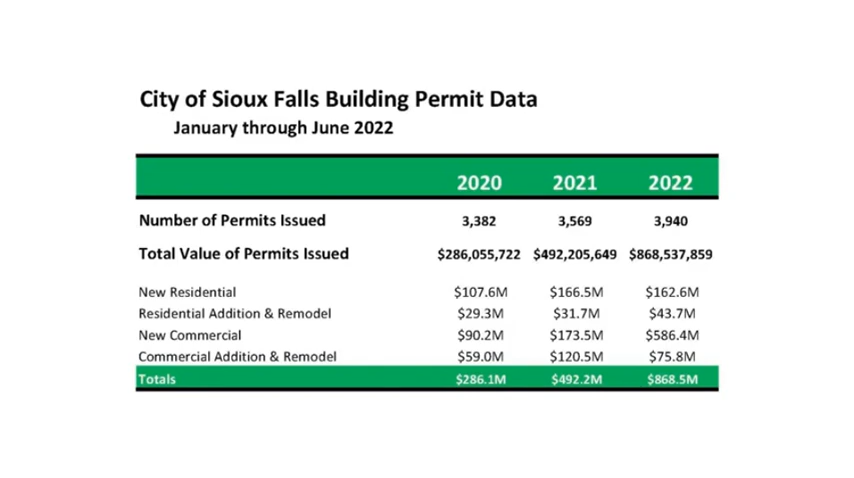 City of Sioux Falls Building Permit Data
January through June 2022
2020 2021 2022
Number of Permits Issued 3,382 3,569 3,940
Total Value of Permits Issued $286,055,722 $492,205,649 $868,537,859
New Residential $107.6M $166.5M $162.6M
Residential Addition & Remodel $29.3M $31.7M $43.7M
New Commercial $90.2M $173.5M $586.4M
Commercial Addition & Remodel $59.0M $120.5M $75.8M
Totals $286.1M $492.2M $868.5M